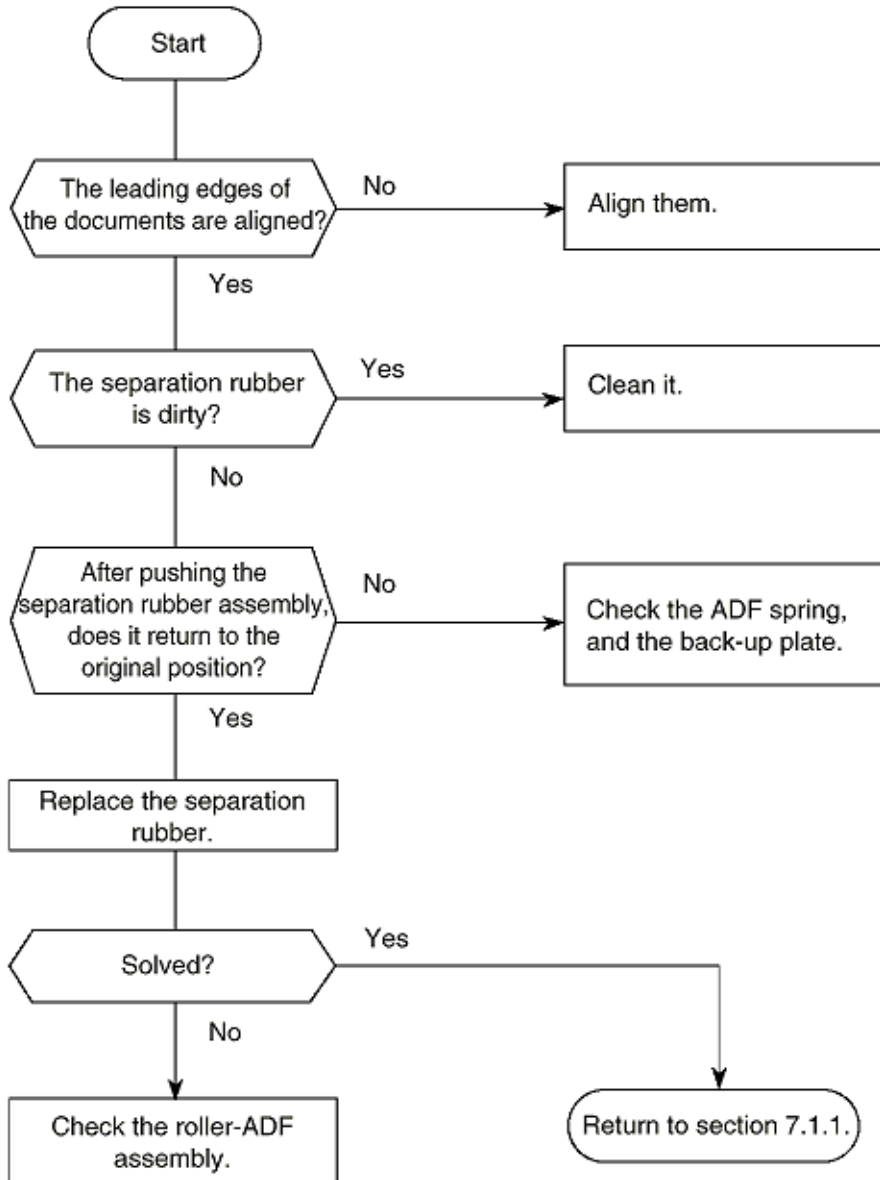 Start
The leading edges of
the documents are aligned?
No
Align them.
Yes
The separation rubber
is dirty?
Yes
Clean it.
No
After pushing the
separation rubber assembly,
does it return to the
original position?
No
Check the ADF spring,
and the back-up plate.
Yes
Replace the separation
rubber.
Solved?
Yes
No
Check the roller-ADF
assembly.
Return to section 7.1.1.